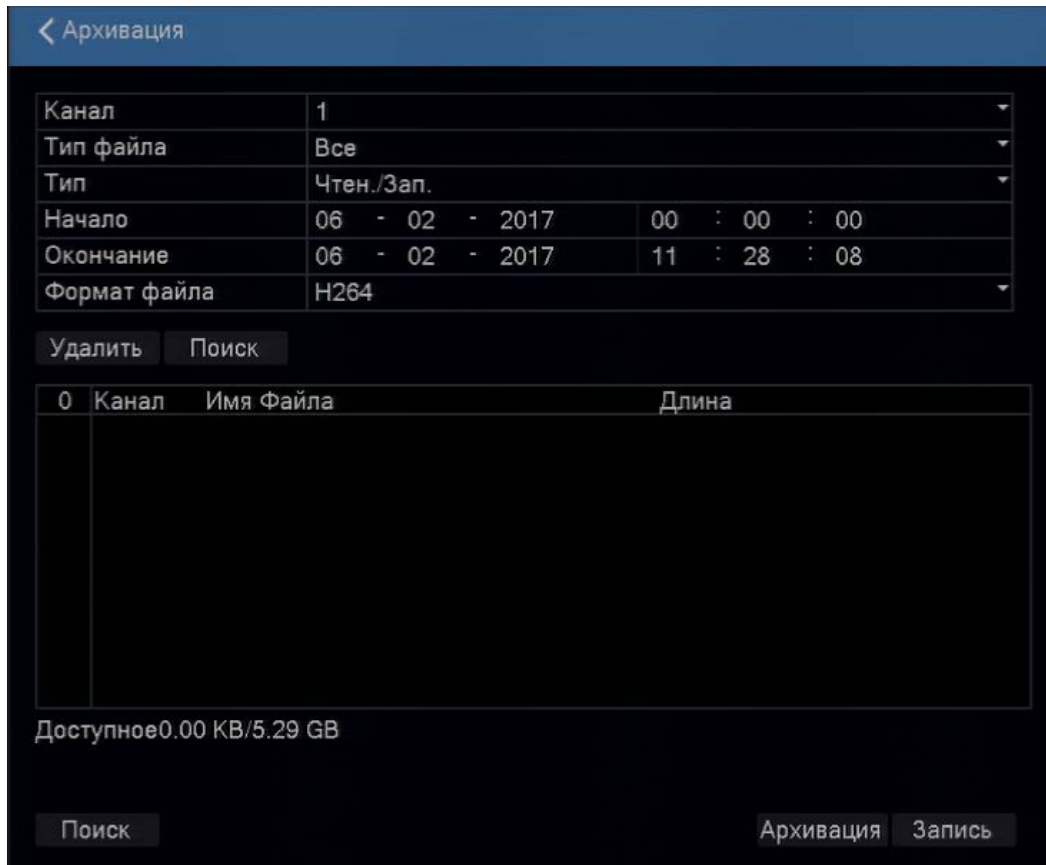 Архивация
Канал 1
Тип файла Все
Тип Чтен./Зап.
Начало 06 - 02 - 2017 00 : 00 : 00
Окончание 06 - 02 - 2017 11 : 28 : 08
Формат файла H264
Удалить Поиск
0 Канал Имя Файла Длина
Доступное0.00 KB/5.29 GB
Поиск Архивация Запись